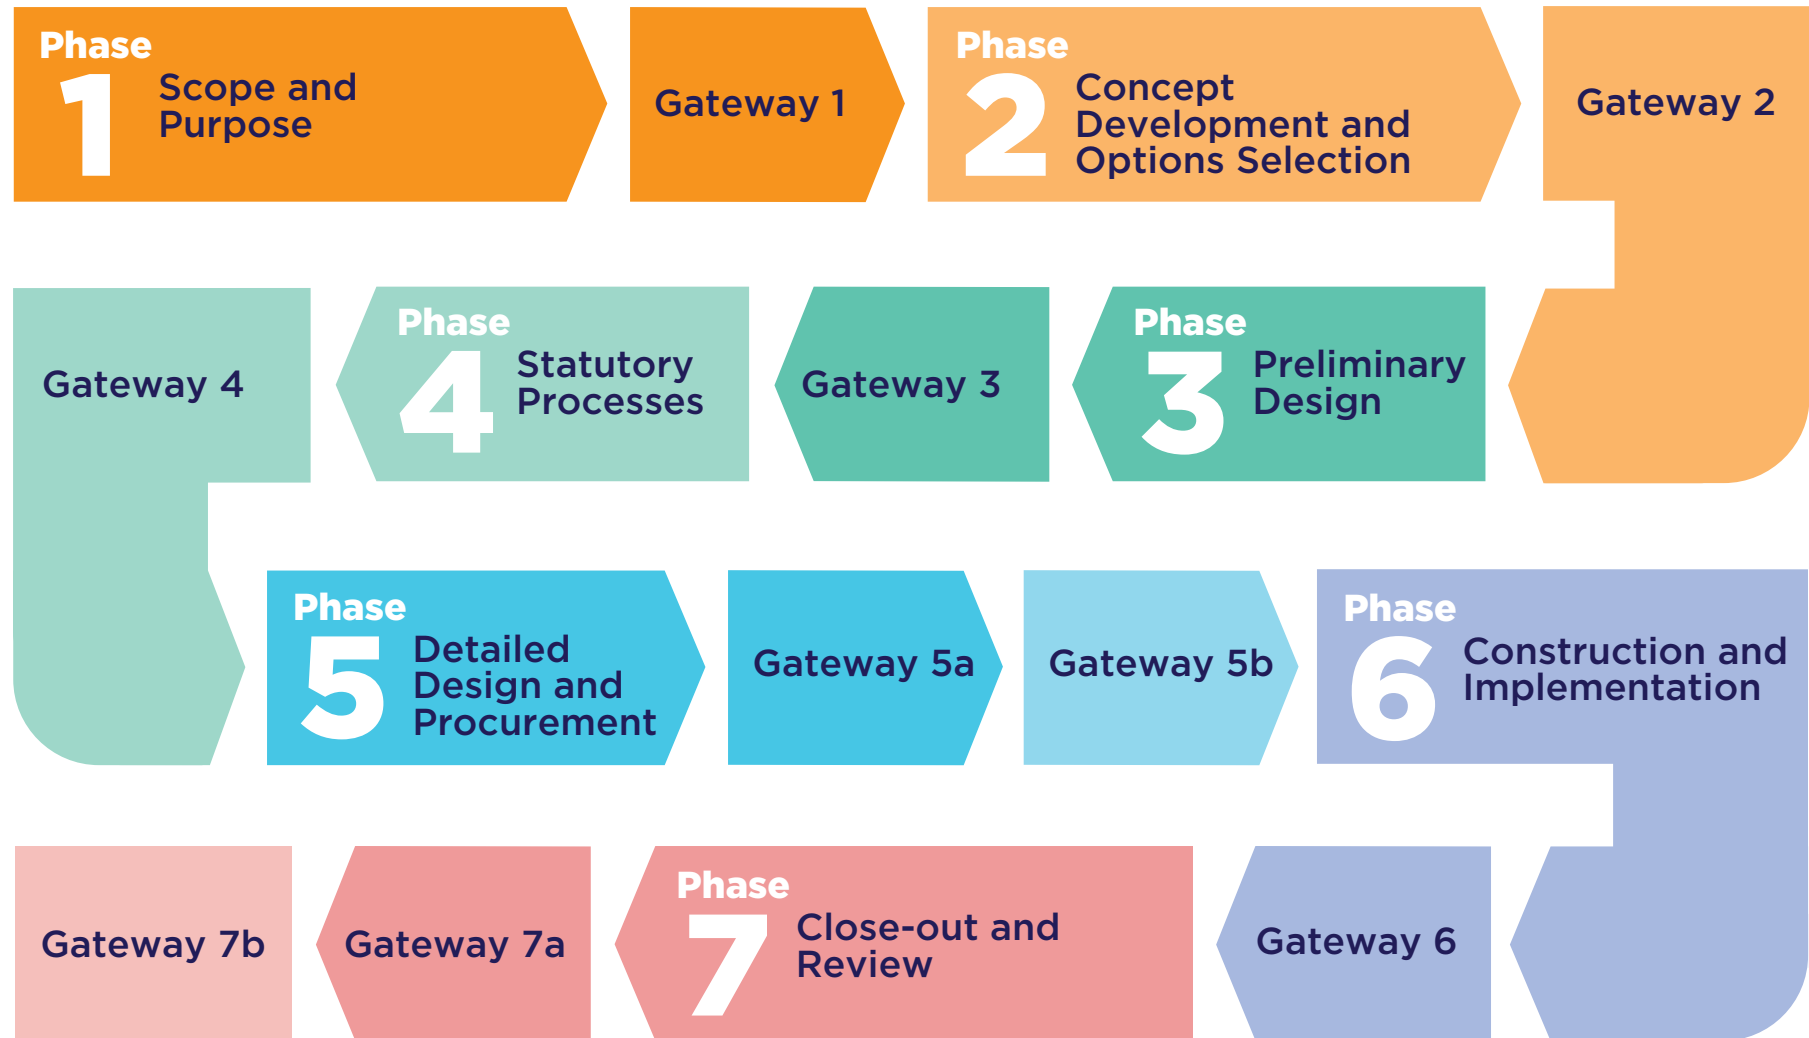 Phase
1
Scope and
Purpose
Gateway 1
Phase
2
Concept
Development and
Options Selection
Gateway 2
Phase
3
Preliminary
Design
Gateway 3
Phase
4
Statutory
Processes
Gateway 4
Phase
5
Detailed
Design and
Procurement
Gateway 5a
Gateway 5b
Phase
6
Construction and
Implementation
Gateway 6
Phase
7
Close-out and
Review
Gateway 7a
Gateway 7b